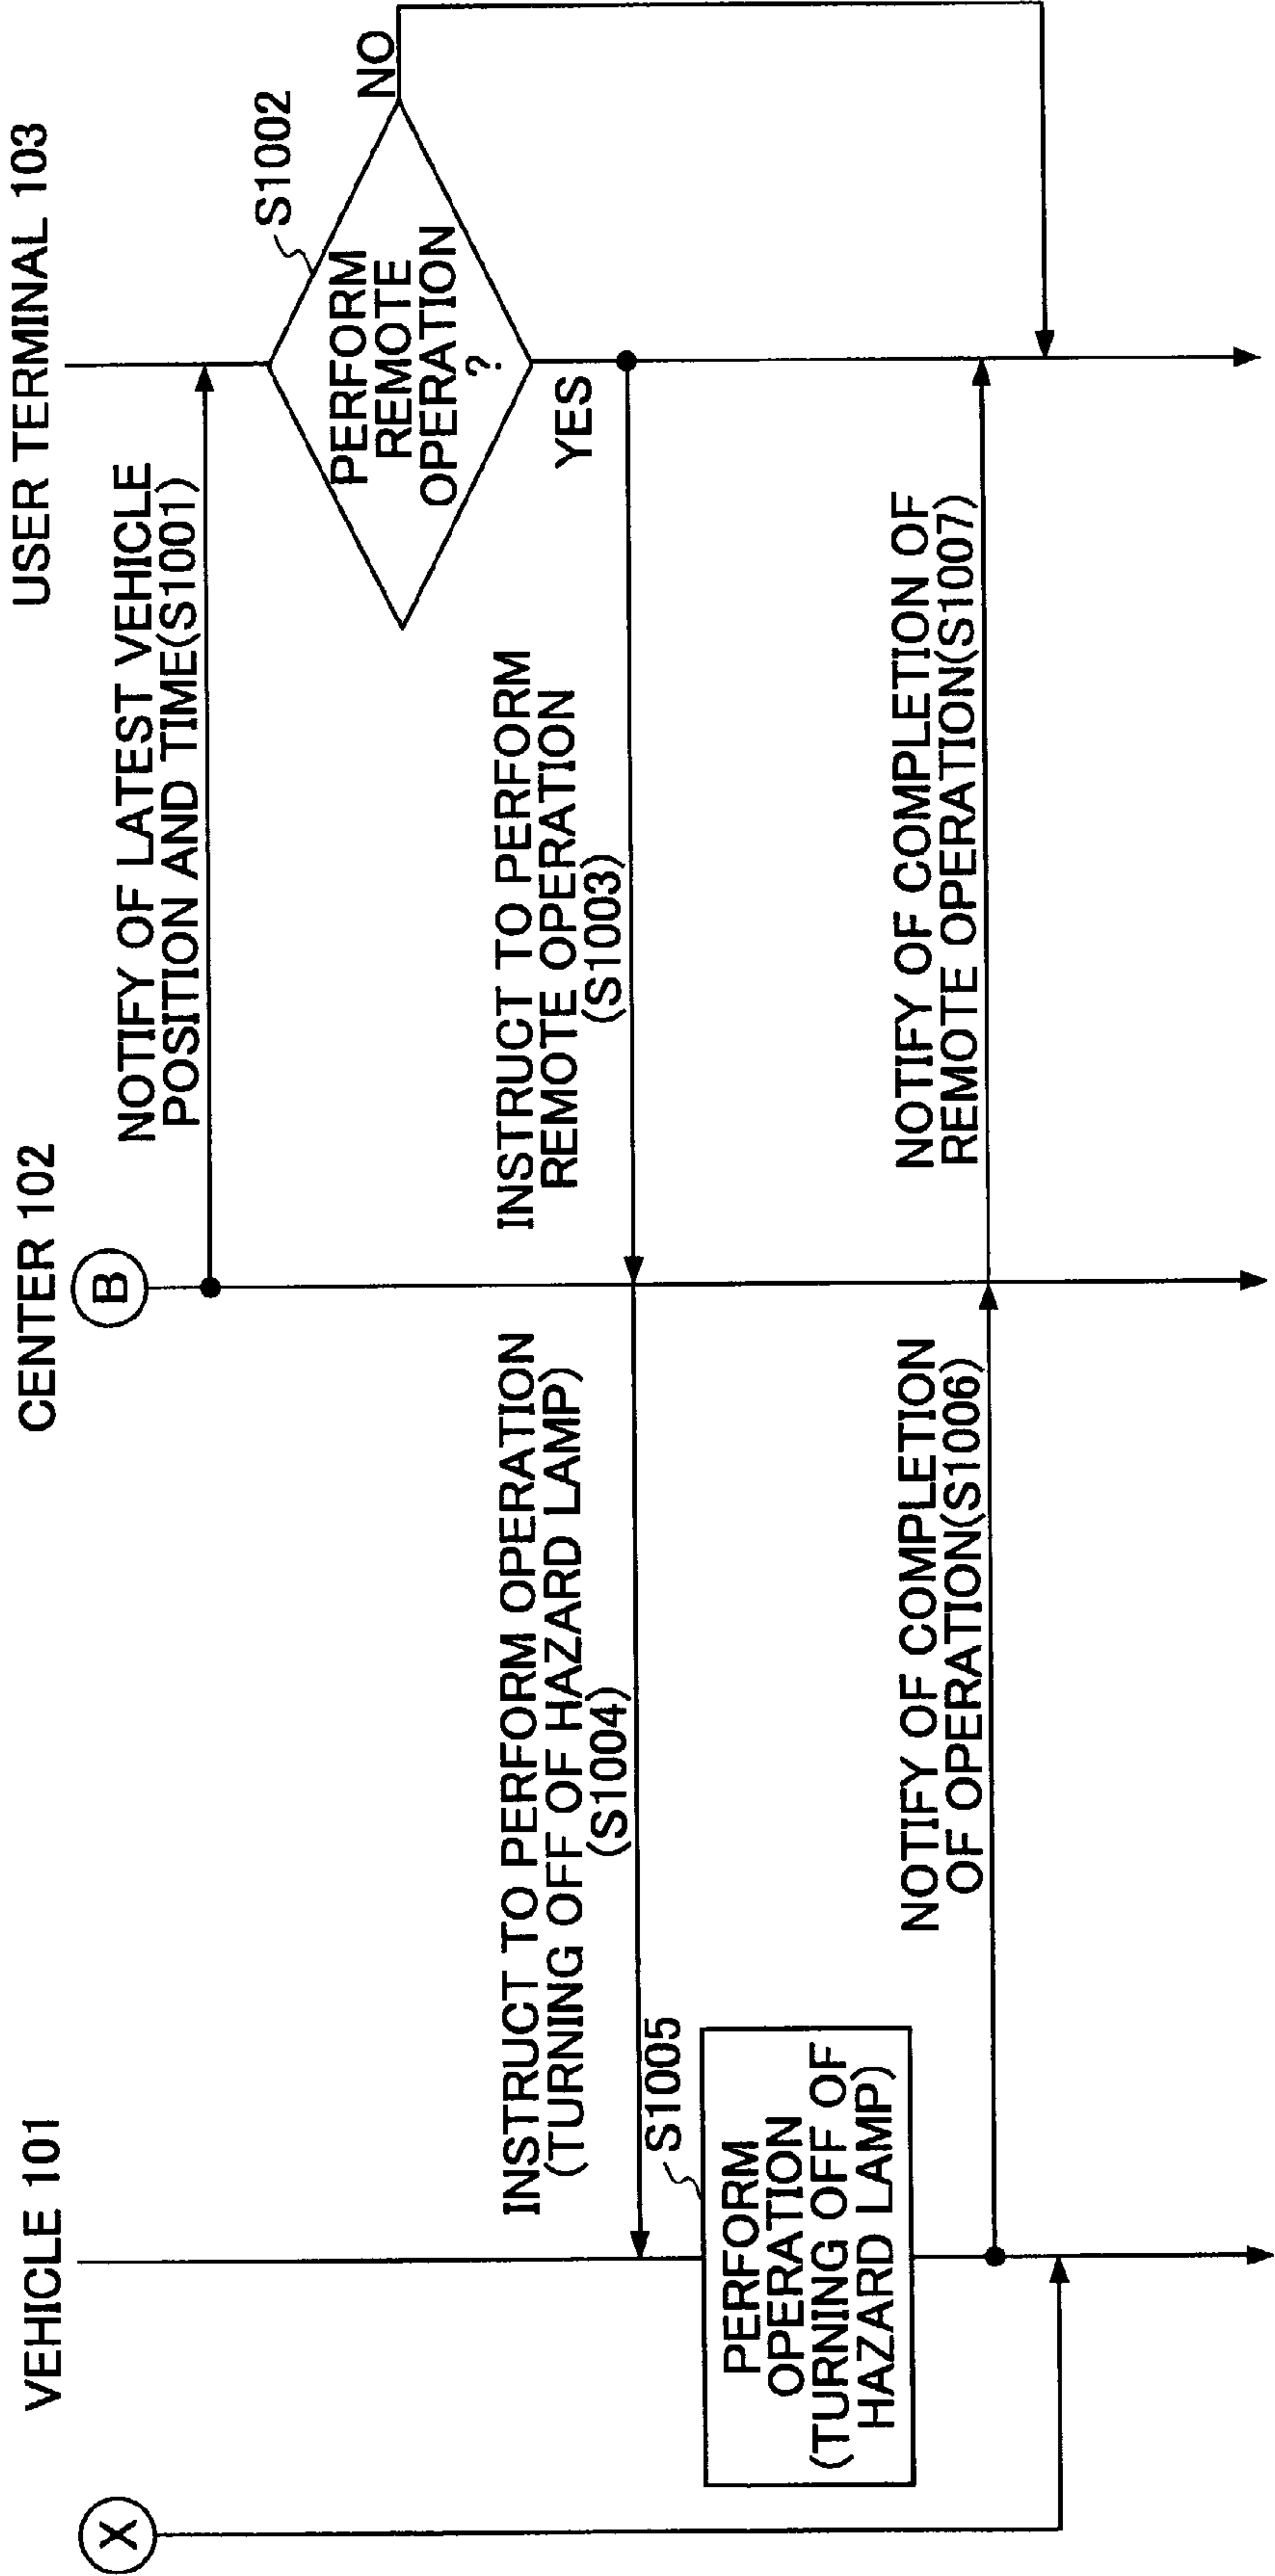 VEHICLE 101
CENTER 102
USER TERMINAL 103
X
B
NOTIFY OF LATEST VEHICLE
POSITION AND TIME(S1001)
S1002
PERFORM
REMOTE
OPERATION
?
NO
YES
INSTRUCT TO PERFORM
REMOTE OPERATION
(S1003)
INSTRUCT TO PERFORM OPERATION
(TURNING OFF OF HAZARD LAMP)
(S1004)
S1005
PERFORM
OPERATION
(TURNING OFF OF
HAZARD LAMP)
NOTIFY OF COMPLETION
OF OPERATION(S1006)
NOTIFY OF COMPLETION OF
REMOTE OPERATION(S1007)